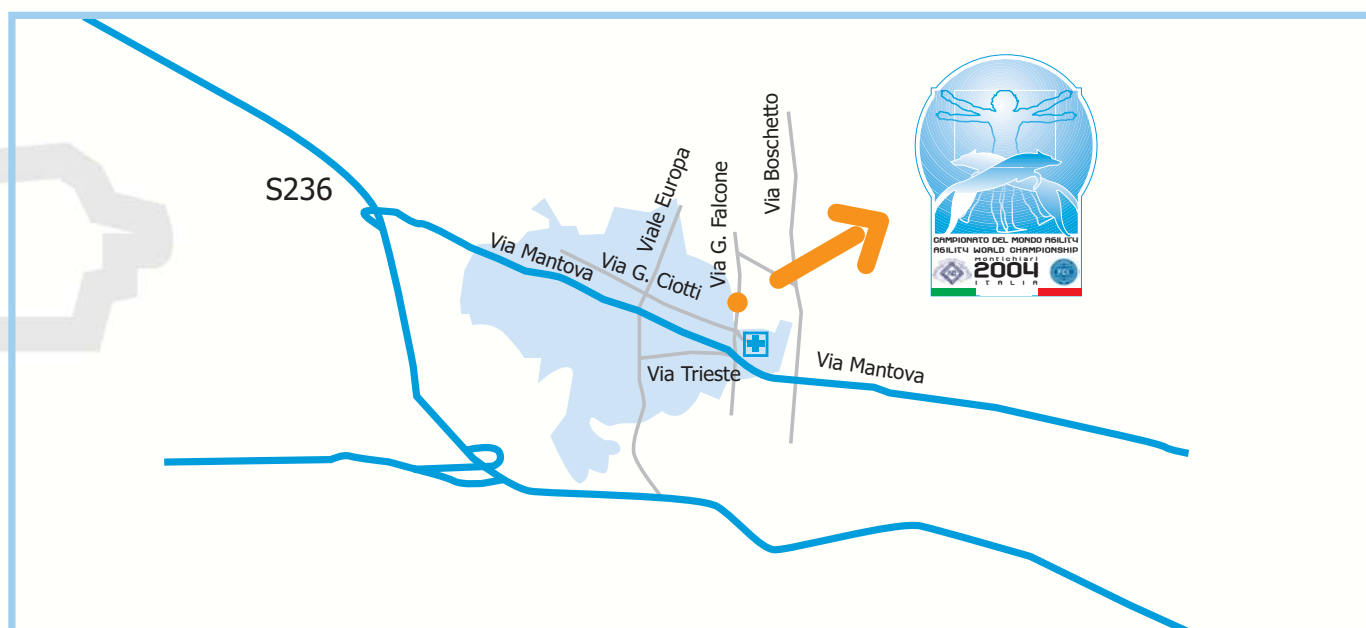 S236
Via Mantova
Via G. Ciotti
Viale Europa
Via G. Falcone
Via Boschetto
Via Trieste
Via Mantova
CAMPIONATO DEL MONDO AGILITY
AGILITY WORLD CHAMPIONSHIP
montichiari
2004
ITALIA
FCI